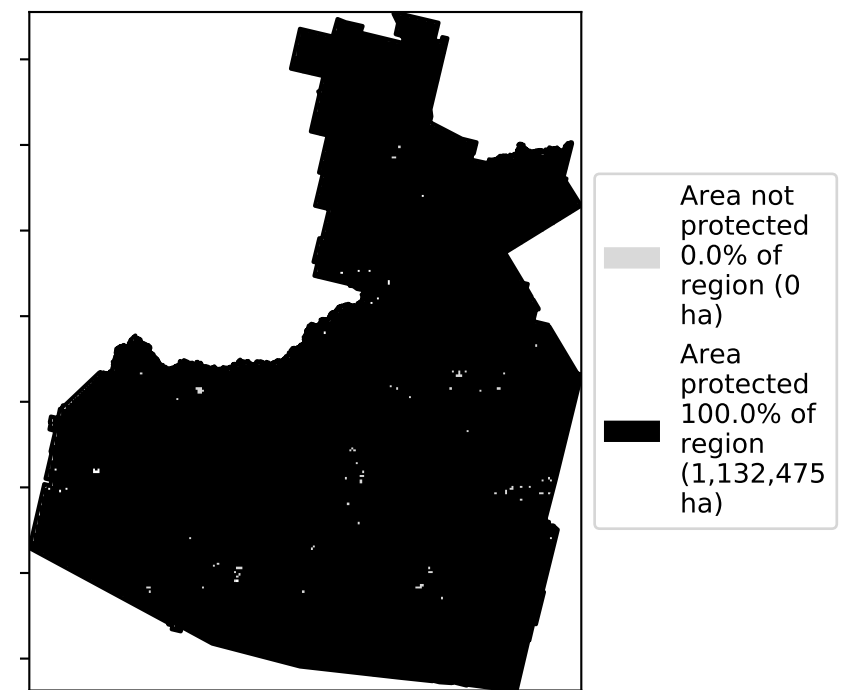 Area not
protected
0.0% of
region (0
ha)
Area
protected
100.0% of
region
(1,132,475
ha)